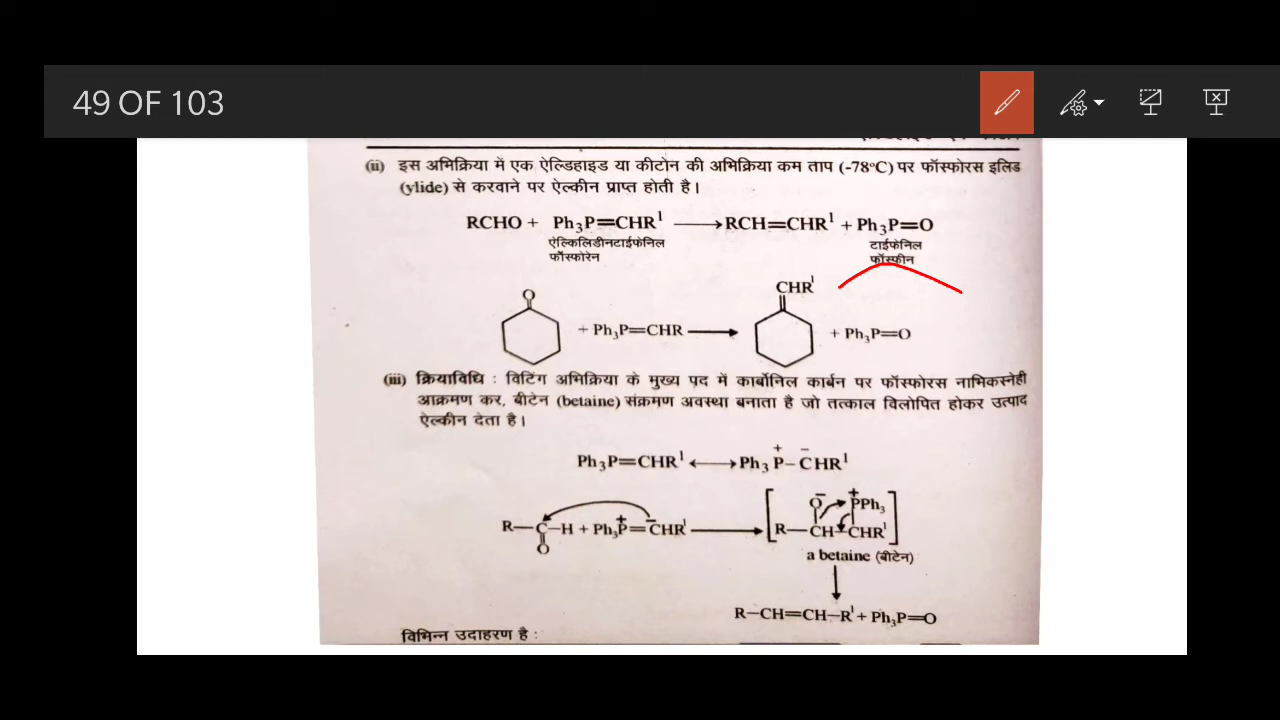 49 OF 103
(ii) इस अभिक्रिया में एक ऐल्डिहाइड या कीटोन की अभिक्रिया कम ताप (-78°C) पर फॉस्फोरस इलिड
(ylide) से करवाने पर ऐल्कीन प्राप्त होती है।
RCHO + Ph₃P=CHR¹ ⟶ RCH=CHR¹ + Ph₃P=O
ऐल्किलिडीनटाईफेनिल टाईफेनिल
फॉस्फोरेन फॉस्फीन
O CHR¹
+ Ph₃P=CHR ⟶ + Ph₃P=O
(iii) क्रियाविधि : विटिंग अभिक्रिया के मुख्य पद में कार्बोनिल कार्बन पर फॉस्फोरस नाभिकस्नेही
आक्रमण कर, बीटेन (betaine) संक्रमण अवस्था बनाता है जो तत्काल विलोपित होकर उत्पाद
ऐल्कीन देता है।
Ph₃P=CHR¹ ⟷ Ph₃P⁺–C⁻HR¹
O⁻ P⁺Ph₃
R–C–H + Ph₃P⁺=C⁻HR¹ ⟶ [R–CH–CHR¹]
O
a betaine (बीटेन)
R–CH=CH–R¹ + Ph₃P=O
विभिन्न उदाहरण है :